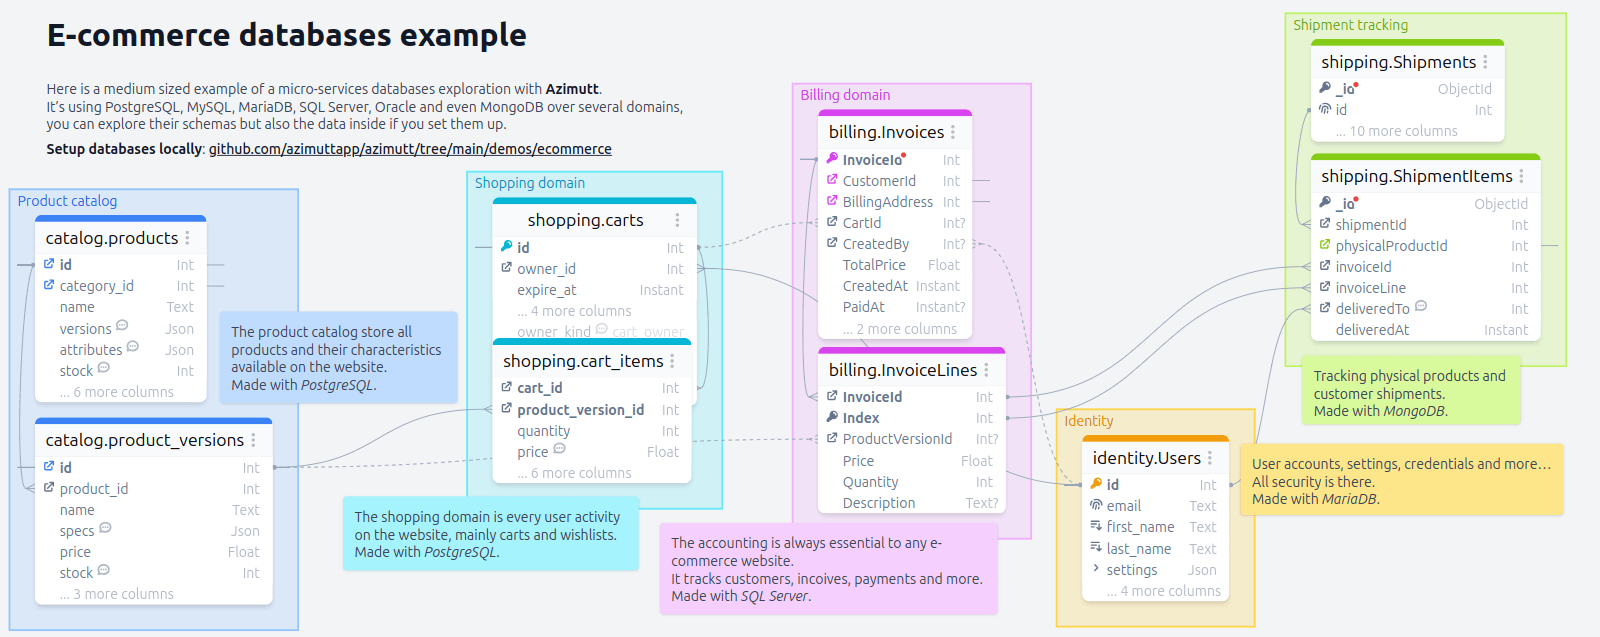 E-commerce databases example
Here is a medium sized example of a micro-services databases exploration with Azimutt.
It's using PostgreSQL, MySQL, MariaDB, SQL Server, Oracle and even MongoDB over several domains,
you can explore their schemas but also the data inside if you set them up.
Setup databases locally: github.com/azimuttapp/azimutt/tree/main/demos/ecommerce
Product catalog
catalog.products
id Int
category_id Int
name Text
versions Json
attributes Json
stock Int
... 6 more columns
catalog.product_versions
id Int
product_id Int
name Text
specs Json
price Float
stock Int
... 3 more columns
The product catalog store all
products and their characteristics
available on the website.
Made with PostgreSQL.
Shopping domain
shopping.carts
id Int
owner_id Int
expire_at Instant
... 4 more columns
owner_kind cart_owner
shopping.cart_items
cart_id Int
product_version_id Int
quantity Int
price Float
... 6 more columns
The shopping domain is every user activity
on the website, mainly carts and wishlists.
Made with PostgreSQL.
Billing domain
billing.Invoices
InvoiceId Int
CustomerId Int
BillingAddress Int
CartId Int?
CreatedBy Int?
TotalPrice Float
CreatedAt Instant
PaidAt Instant?
... 2 more columns
billing.InvoiceLines
InvoiceId Int
Index Int
ProductVersionId Int?
Price Float
Quantity Int
Description Text?
The accounting is always essential to any e-
commerce website.
It tracks customers, incoives, payments and more.
Made with SQL Server.
Identity
identity.Users
id Int
email Text
first_name Text
last_name Text
settings Json
... 4 more columns
User accounts, settings, credentials and more...
All security is there.
Made with MariaDB.
Shipment tracking
shipping.Shipments
_id ObjectId
id Int
... 10 more columns
shipping.ShipmentItems
_id ObjectId
shipmentId Int
physicalProductId Int
invoiceId Int
invoiceLine Int
deliveredTo Int
deliveredAt Instant
Tracking physical products and
customer shipments.
Made with MongoDB.